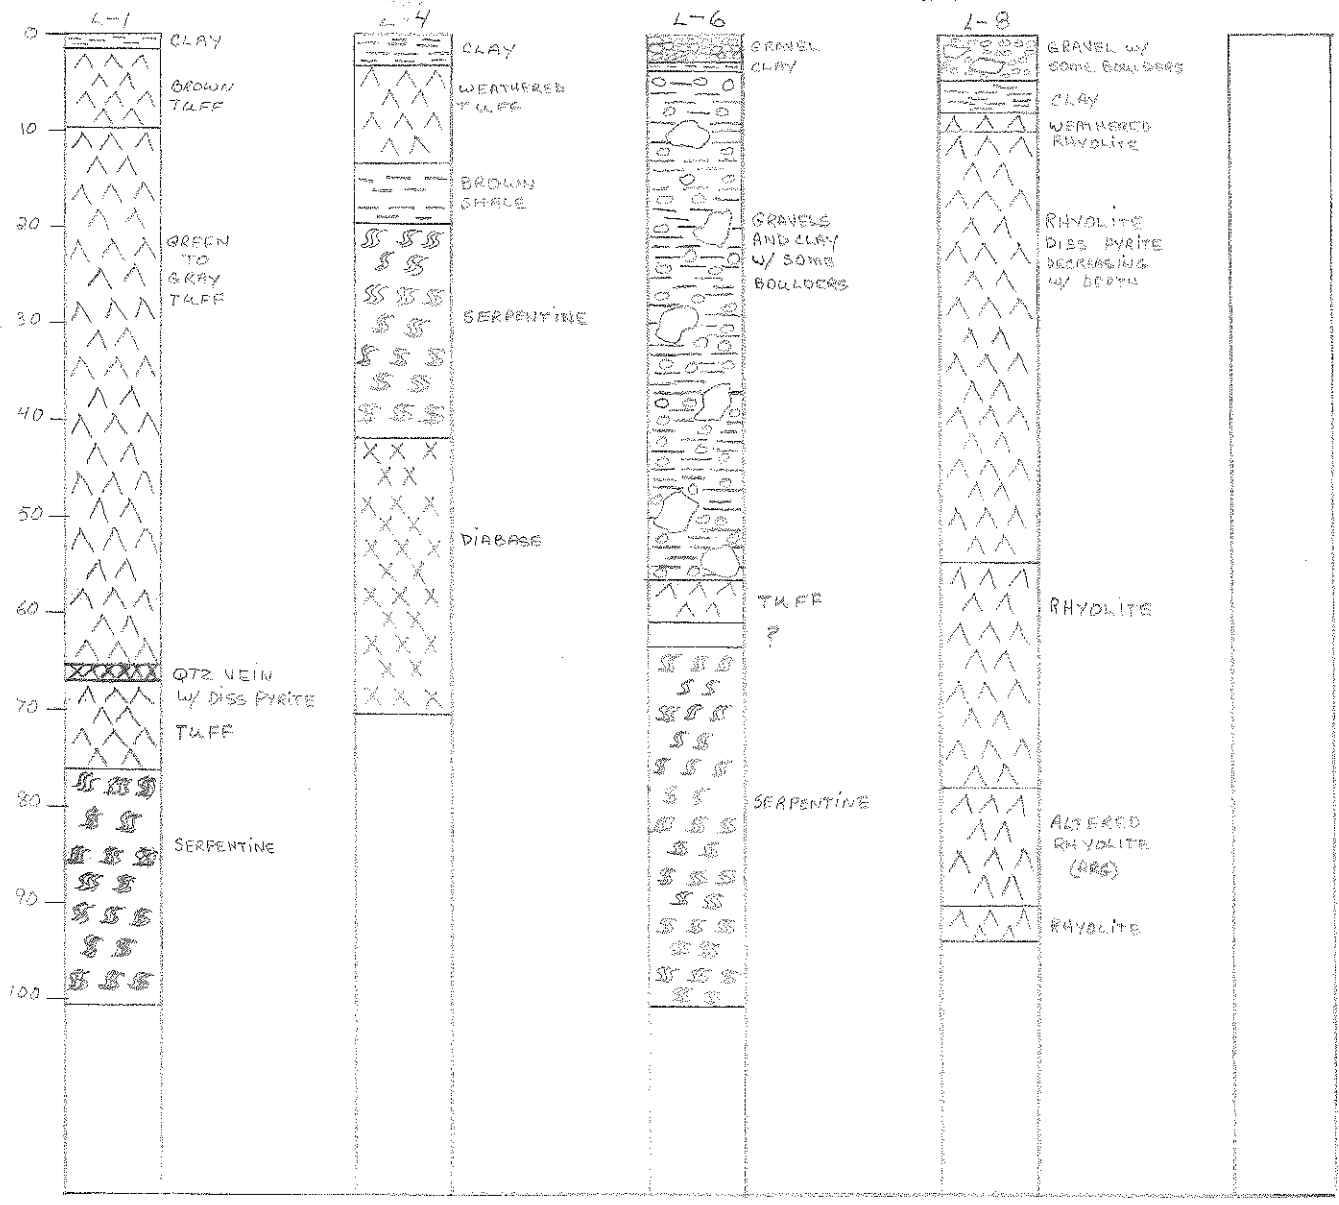 L-1
L-4
L-6
L-8
0
10
20
30
40
50
60
70
80
90
100
CLAY
BROWN
TUFF
GREEN
TO
GRAY
TUFF
QTZ VEIN
W/ DISS PYRITE
TUFF
SERPENTINE
CLAY
WEATHERED
TUFF
BROWN
SHALE
SERPENTINE
DIABASE
GRAVEL
CLAY
GRAVELS
AND CLAY
W/ SOME
BOULDERS
TUFF
?
SERPENTINE
GRAVEL W/
SOME BOULDERS
CLAY
WEATHERED
RHYOLITE
RHYOLITE
DISS PYRITE
DECREASING
W/ DEPTH
RHYOLITE
ALTERED
RHYOLITE
(ARG)
RHYOLITE